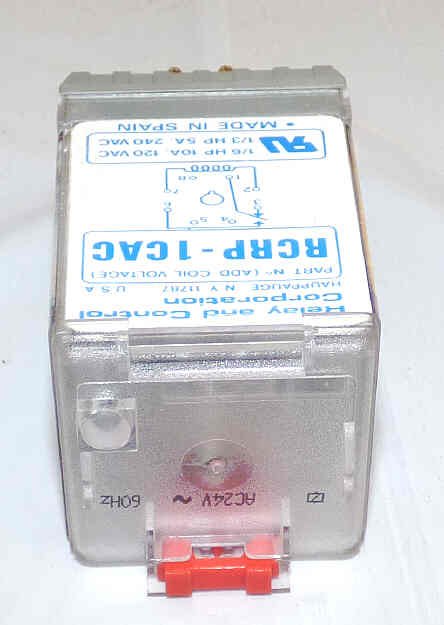 Relay and Control
Corporation
HAUPPAUGE N Y 11787 U.S A
PART Nº (ADD COIL VOLTAGE)
RCRP - 1CAC
1/6 HP 10A 120 VAC
1/3 HP 5A 240 VAC
• MADE IN SPAIN
AC24V ~ 60Hz